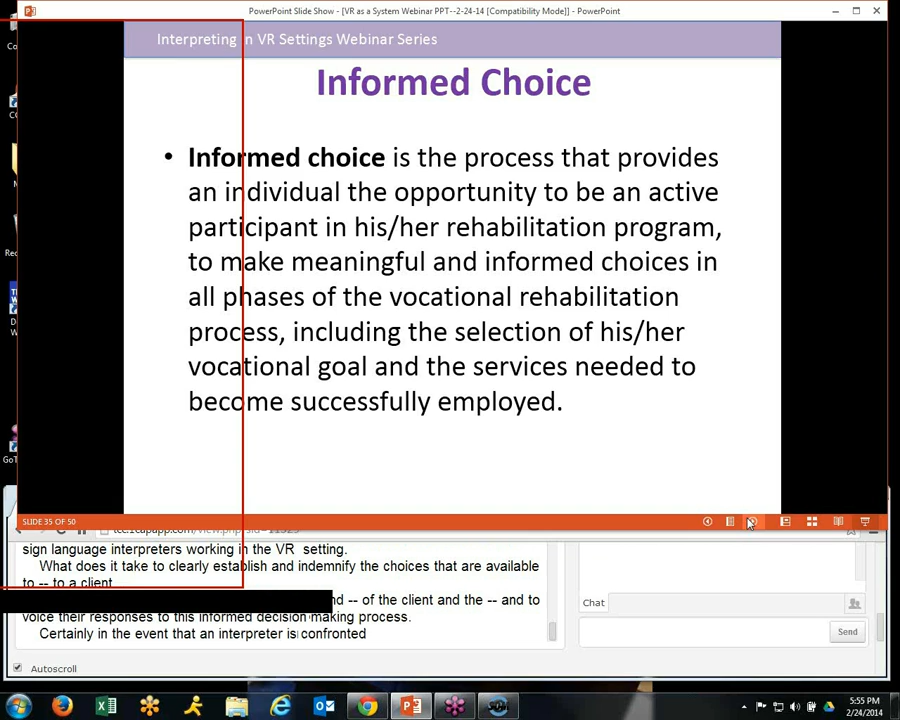 PowerPoint Slide Show - [VR as a System Webinar PPT--2-24-14 [Compatibility Mode]] - PowerPoint
Interpreting in VR Settings Webinar Series
Informed Choice
• Informed choice is the process that provides
an individual the opportunity to be an active
participant in his/her rehabilitation program,
to make meaningful and informed choices in
all phases of the vocational rehabilitation
process, including the selection of his/her
vocational goal and the services needed to
become successfully employed.
SLIDE 35 OF 50
sign language interpreters working in the VR setting.
What does it take to clearly establish and indemnify the choices that are available
to -- to a client
-- of the client and the -- and to
voice their responses to this informed decision making process.
Certainly in the event that an interpreter is confronted
Autoscroll
Chat
Send
5:55 PM
2/24/2014